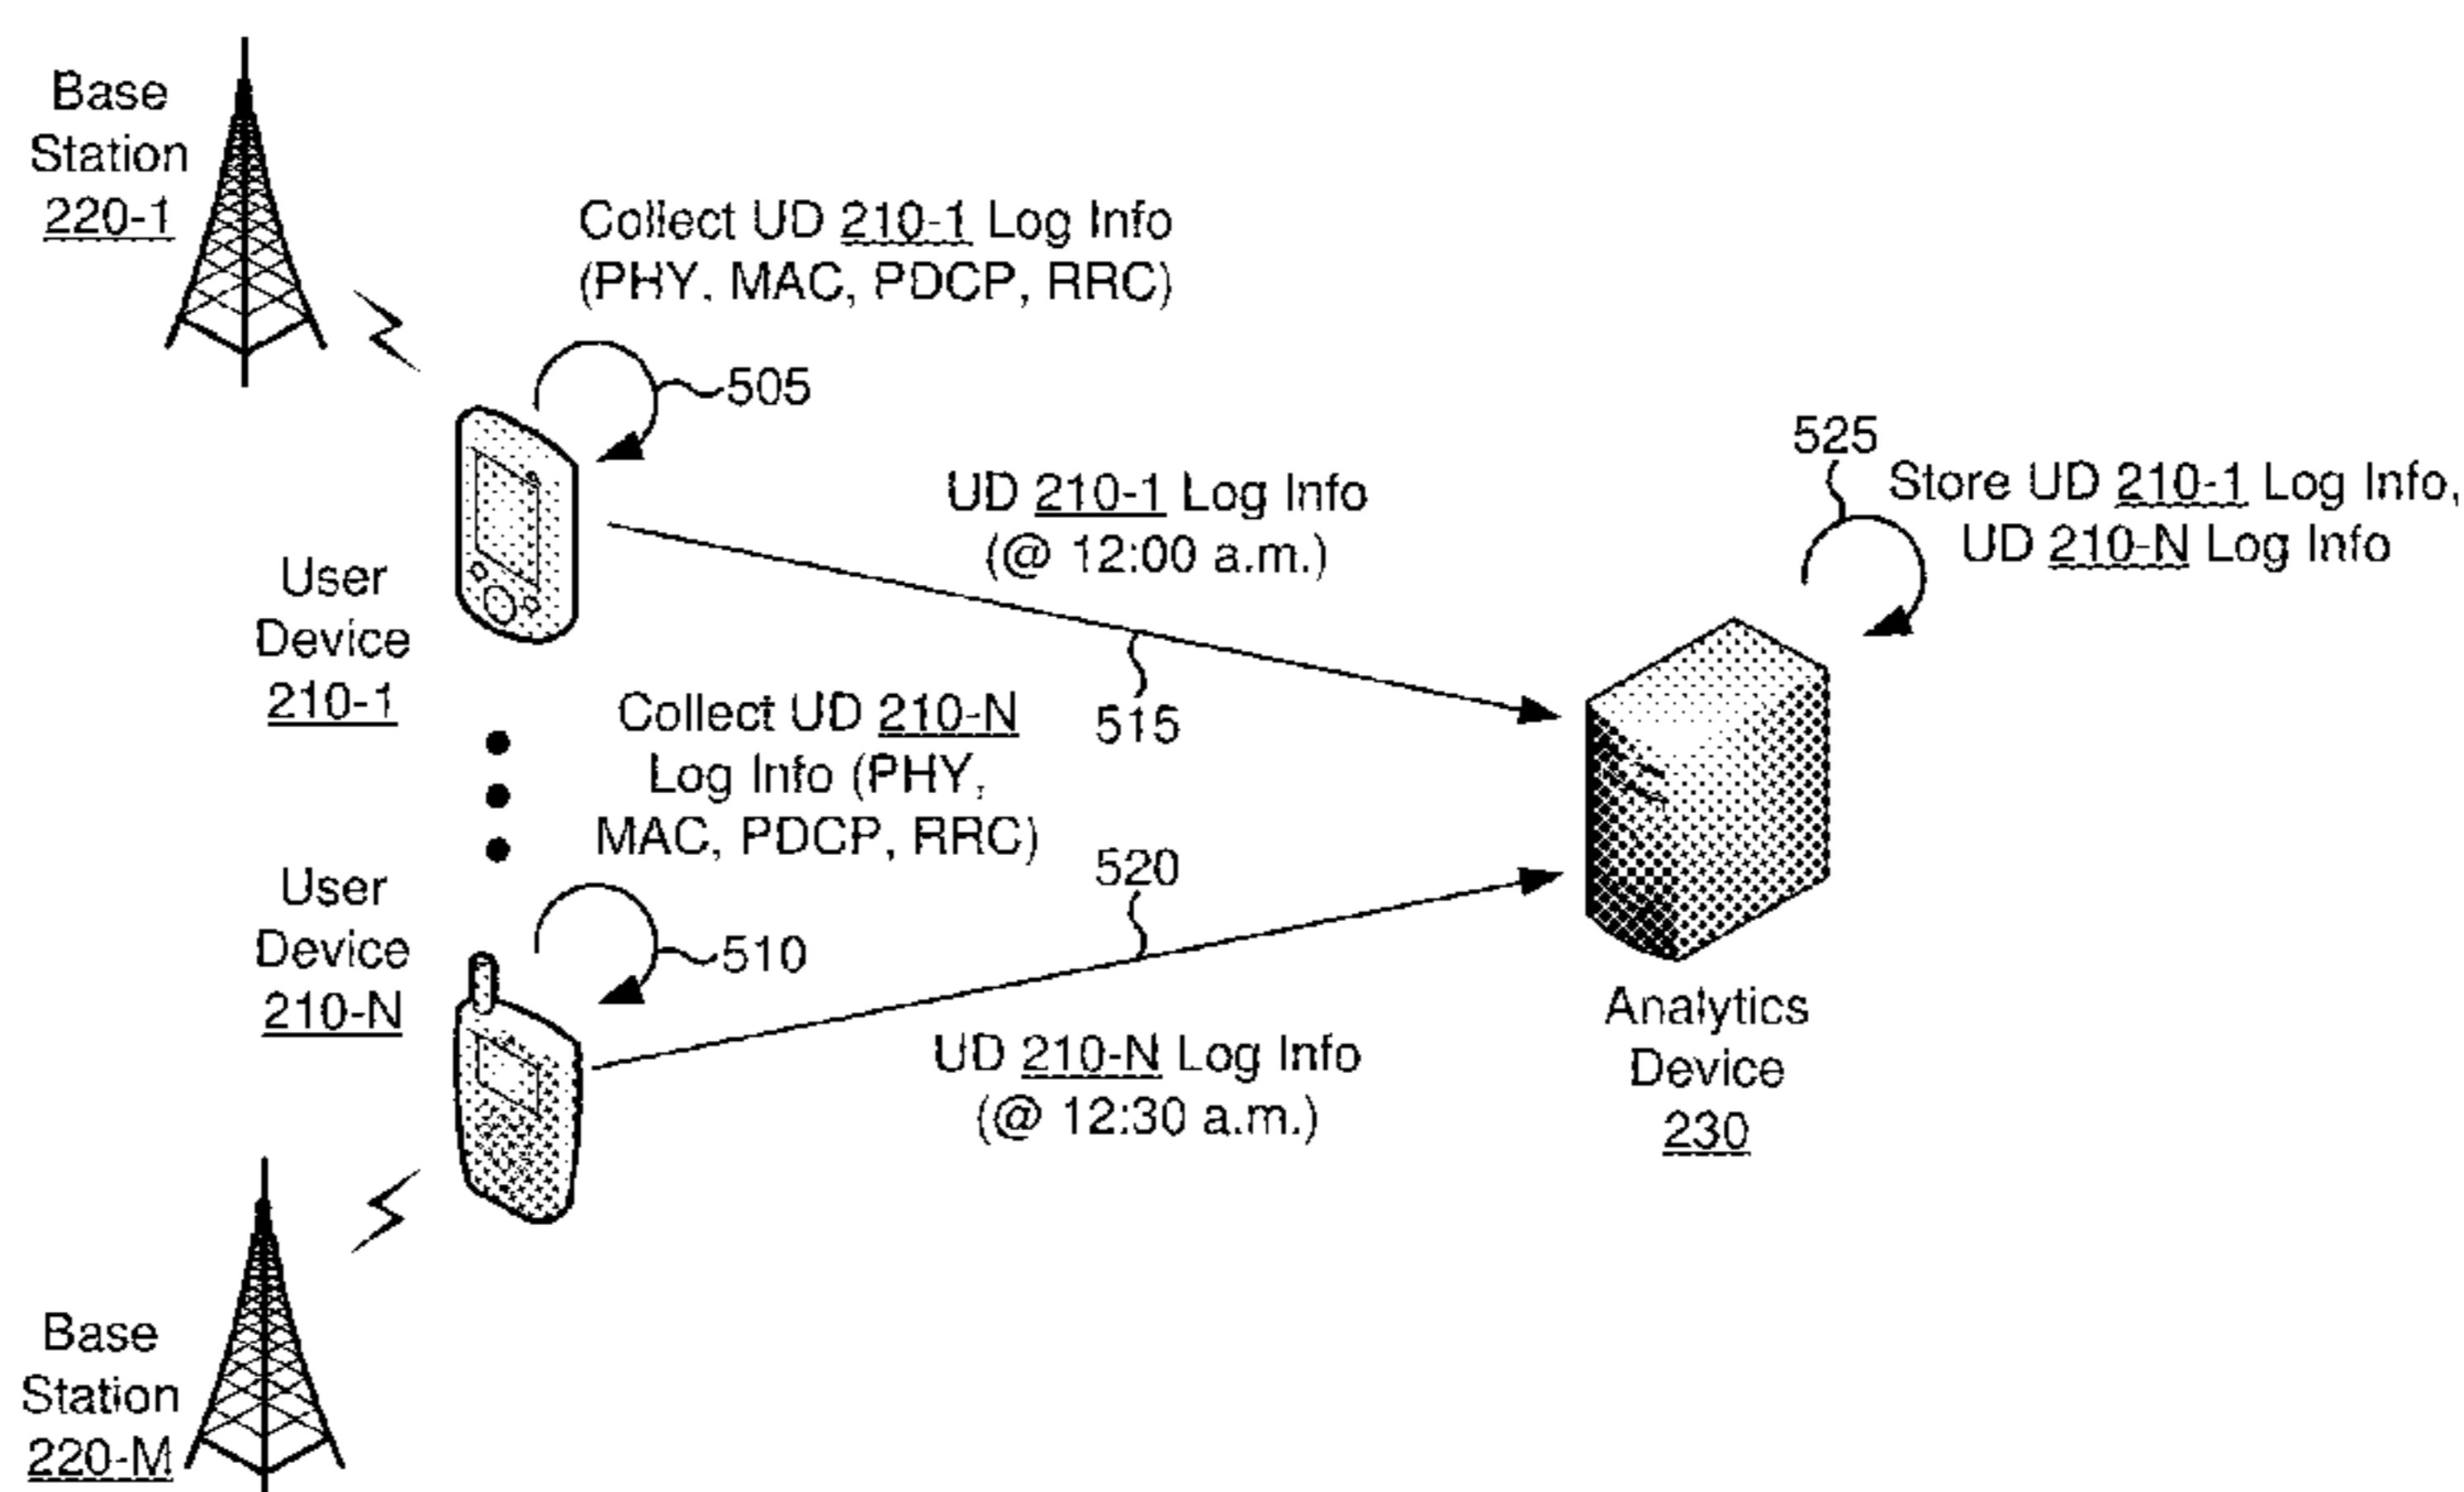 Base
Station
220-1
Collect UD 210-1 Log Info
(PHY, MAC, PDCP, RRC)
505
525
Store UD 210-1 Log Info,
UD 210-N Log Info
UD 210-1 Log Info
(@ 12:00 a.m.)
User
Device
210-1
515
Collect UD 210-N
Log Info (PHY,
MAC, PDCP, RRC)
520
User
Device
210-N
510
UD 210-N Log Info
(@ 12:30 a.m.)
Analytics
Device
230
Base
Station
220-M